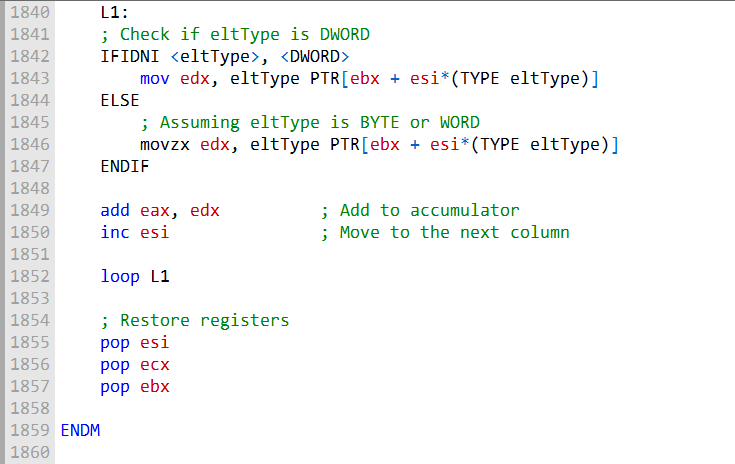 1840     L1:
1841     ; Check if eltType is DWORD
1842     IFIDNI <eltType>, <DWORD>
1843         mov edx, eltType PTR[ebx + esi*(TYPE eltType)]
1844     ELSE
1845         ; Assuming eltType is BYTE or WORD
1846         movzx edx, eltType PTR[ebx + esi*(TYPE eltType)]
1847     ENDIF
1848
1849     add eax, edx          ; Add to accumulator
1850     inc esi               ; Move to the next column
1851
1852     loop L1
1853
1854     ; Restore registers
1855     pop esi
1856     pop ecx
1857     pop ebx
1858
1859 ENDM
1860